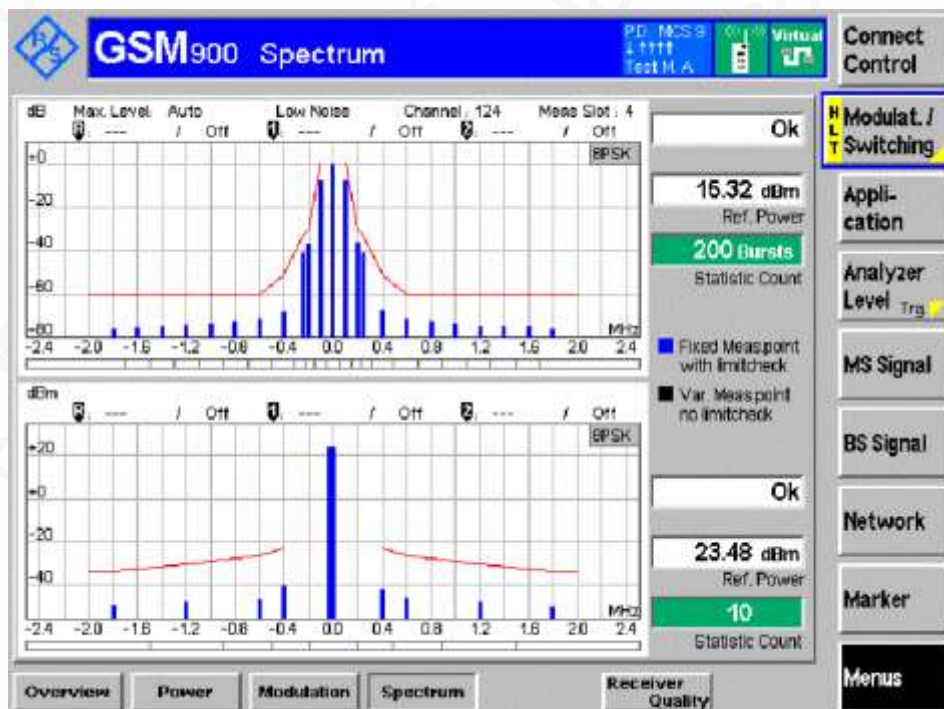 R S
GSM900 Spectrum
P.D. MCS 9
Test M. A.
Virtual
Connect Control
dB Max. Level: Auto Low Noise Channel: 124 Meas Slot: 4
--- / Off --- / Off --- / Off
8PSK
+0
-20
-40
-60
-80
MHz
-2.4 -2.0 -1.6 -1.2 -0.8 -0.4 0.0 0.4 0.8 1.2 1.6 2.0 2.4
Ok
15.32 dBm
Ref. Power
200 Bursts
Statistic Count
Fixed Meas.point
with limitcheck
Var. Meas.point
no limitcheck
dBm
--- / Off --- / Off --- / Off
8PSK
+20
+0
-20
-40
MHz
-2.4 -2.0 -1.6 -1.2 -0.8 -0.4 0.0 0.4 0.8 1.2 1.6 2.0 2.4
Ok
23.48 dBm
Ref. Power
10
Statistic Count
HLT
Modulat. /
Switching
Appli-
cation
Analyzer
Level Trg
MS Signal
BS Signal
Network
Marker
Menus
Overview
Power
Modulation
Spectrum
Receiver
Quality